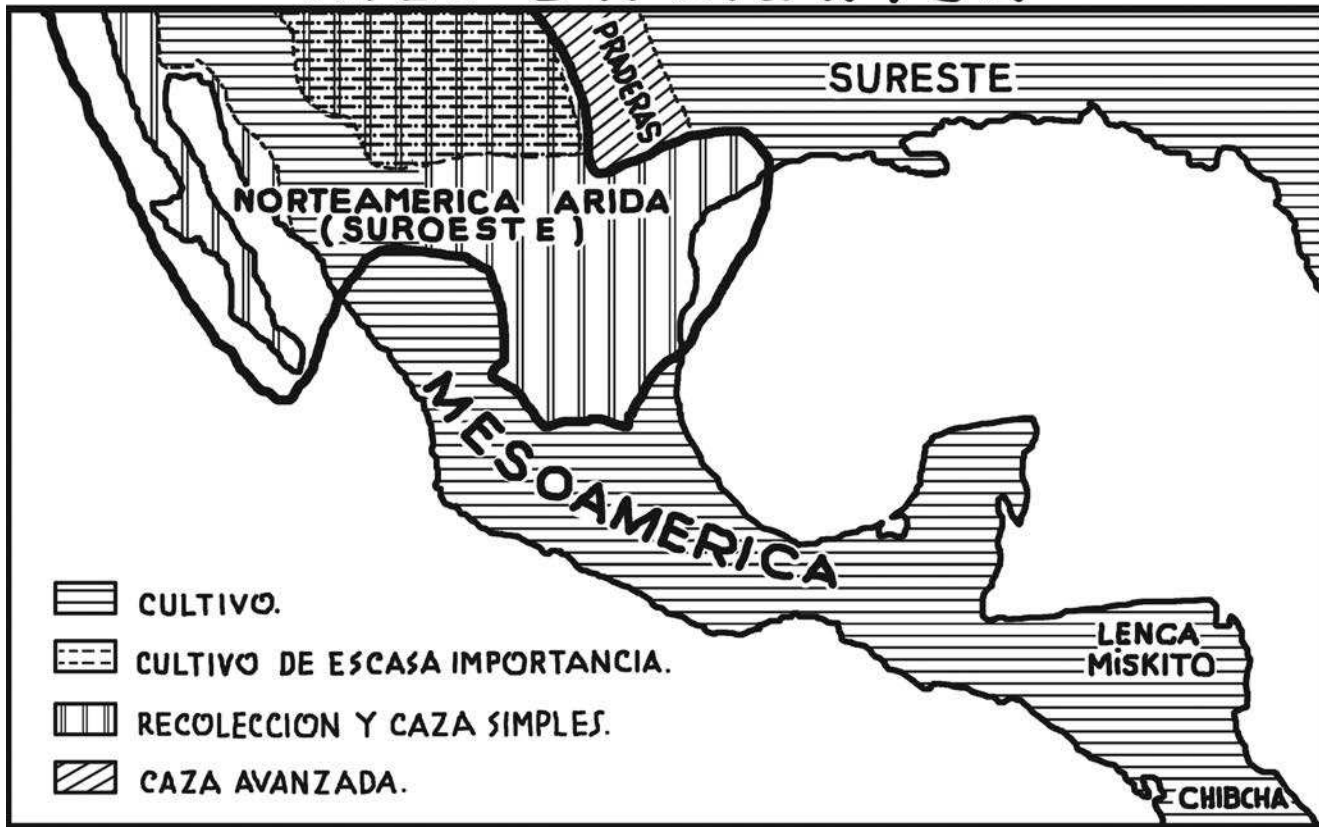 PRADERAS
SURESTE
NORTEAMERICA ARIDA
(SUROESTE)
MESOAMERICA
CULTIVO.
CULTIVO DE ESCASA IMPORTANCIA.
RECOLECCION Y CAZA SIMPLES.
CAZA AVANZADA.
LENCA
MiSKITO
CHIBCHA